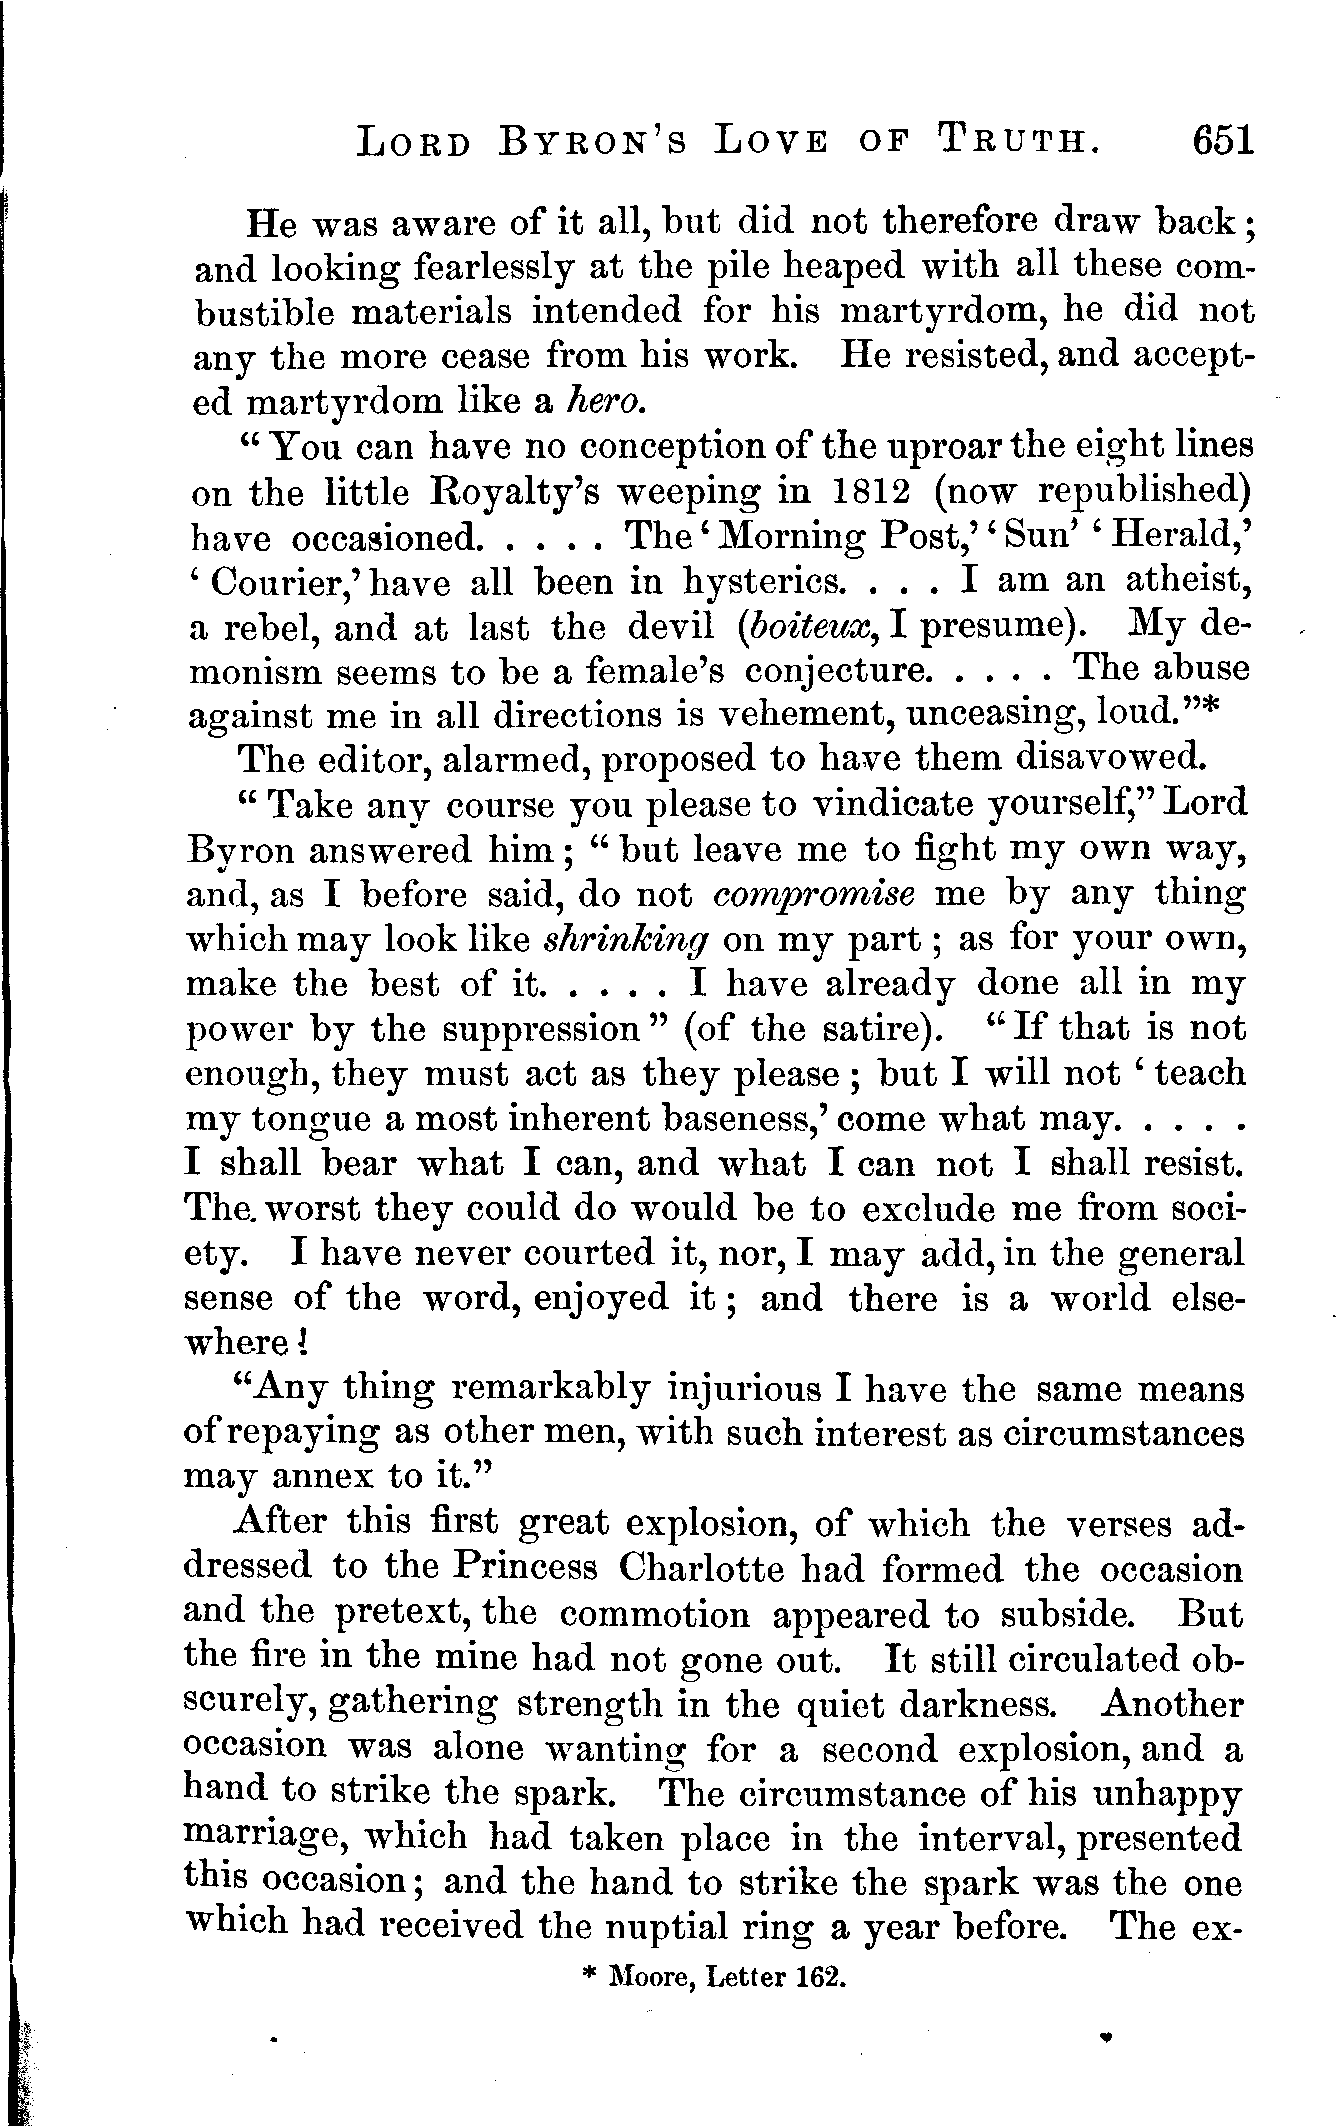 LORD BYRON'S LOVE OF TRUTH. 651
He was aware of it all, but did not therefore draw back;
and looking fearlessly at the pile heaped with all these com-
bustible materials intended for his martyrdom, he did not
any the more cease from his work. He resisted, and accept-
ed martyrdom like a hero.
“You can have no conception of the uproar the eight lines
on the little Royalty's weeping in 1812 (now republished)
have occasioned. . . . . The ‘Morning Post,’ ‘Sun’ ‘Herald,’
‘Courier,’ have all been in hysterics. . . . I am an atheist,
a rebel, and at last the devil (boiteux, I presume). My de-
monism seems to be a female's conjecture. . . . . The abuse
against me in all directions is vehement, unceasing, loud.”*
The editor, alarmed, proposed to have them disavowed.
“Take any course you please to vindicate yourself,” Lord
Byron answered him; “but leave me to fight my own way,
and, as I before said, do not compromise me by any thing
which may look like shrinking on my part; as for your own,
make the best of it. . . . . I have already done all in my
power by the suppression” (of the satire). “If that is not
enough, they must act as they please; but I will not ‘teach
my tongue a most inherent baseness,’ come what may. . . . .
I shall bear what I can, and what I can not I shall resist.
The worst they could do would be to exclude me from soci-
ety. I have never courted it, nor, I may add, in the general
sense of the word, enjoyed it; and there is a world else-
where!
“Any thing remarkably injurious I have the same means
of repaying as other men, with such interest as circumstances
may annex to it.”
After this first great explosion, of which the verses ad-
dressed to the Princess Charlotte had formed the occasion
and the pretext, the commotion appeared to subside. But
the fire in the mine had not gone out. It still circulated ob-
scurely, gathering strength in the quiet darkness. Another
occasion was alone wanting for a second explosion, and a
hand to strike the spark. The circumstance of his unhappy
marriage, which had taken place in the interval, presented
this occasion; and the hand to strike the spark was the one
which had received the nuptial ring a year before. The ex-
* Moore, Letter 162.